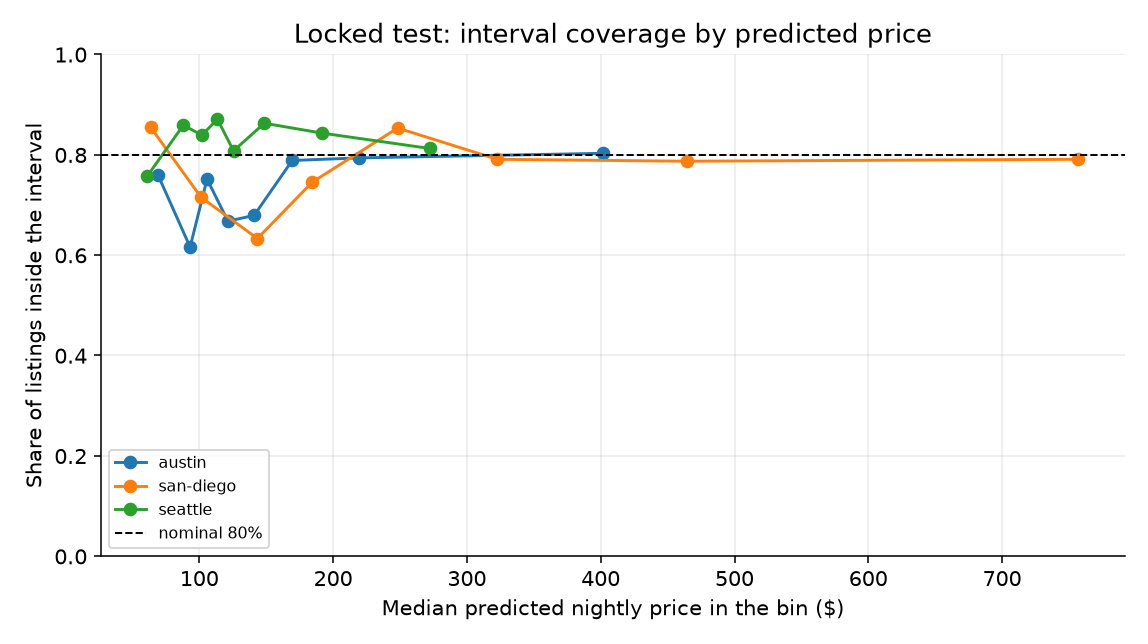 Locked test: interval coverage by predicted price
Share of listings inside the interval
1.0
0.8
0.6
0.4
0.2
0.0
austin
san-diego
seattle
nominal 80%
100 200 300 400 500 600 700
Median predicted nightly price in the bin ($)